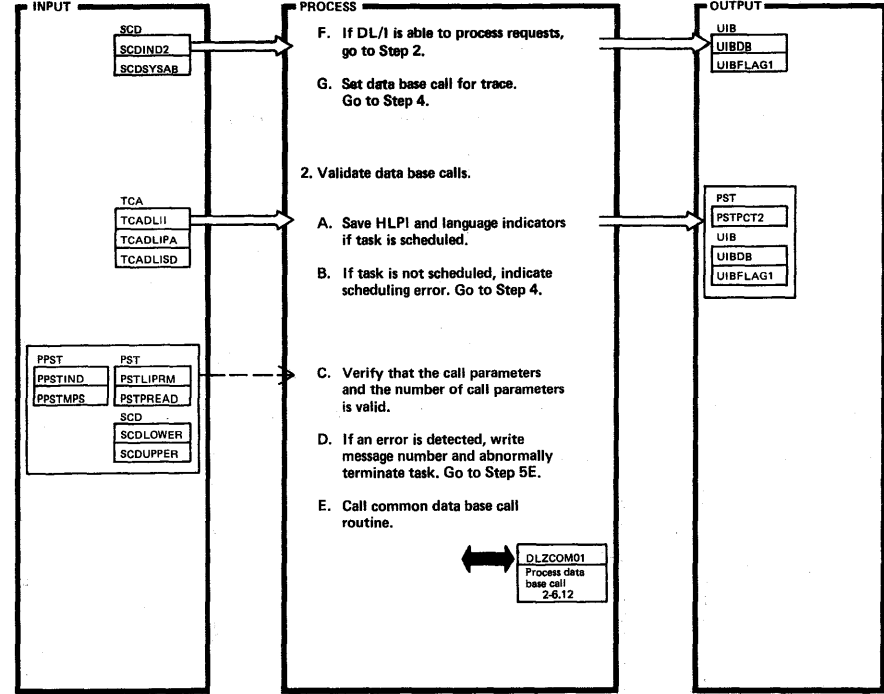 INPUT
PROCESS
OUTPUT
SCD
SCDIND2
SCDSYSAB
F. If DL/I is able to process requests,
go to Step 2.
G. Set data base call for trace.
Go to Step 4.
UIB
UIBDB
UIBFLAG1
2. Validate data base calls.
TCA
TCADLII
TCADLIPA
TCADLISD
A. Save HLPI and language indicators
if task is scheduled.
B. If task is not scheduled, indicate
scheduling error. Go to Step 4.
PST
PSTPCT2
UIB
UIBDB
UIBFLAG1
PPST
PPSTIND
PPSTMPS
PST
PSTLIPRM
PSTPREAD
SCD
SCDLOWER
SCDUPPER
C. Verify that the call parameters
and the number of call parameters
is valid.
D. If an error is detected, write
message number and abnormally
terminate task. Go to Step 5E.
E. Call common data base call
routine.
DLZCOM01
Process data
base call
2-6.12